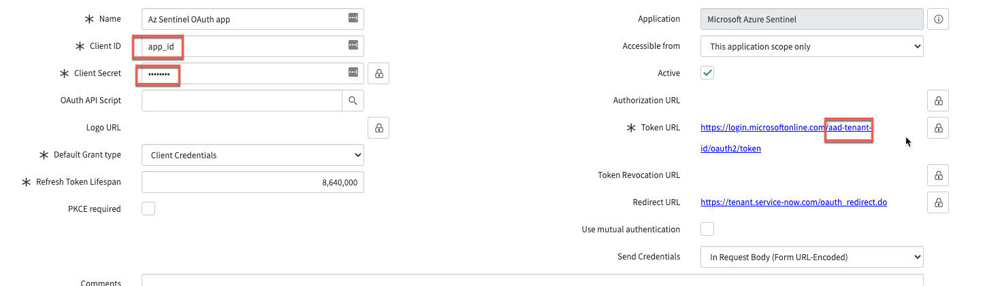 Name Az Sentinel OAuth app
Client ID app_id
Client Secret ••••••••
OAuth API Script
Logo URL
Default Grant type Client Credentials
Refresh Token Lifespan 8,640,000
PKCE required
Application Microsoft Azure Sentinel
Accessible from This application scope only
Active
Authorization URL
Token URL https://login.microsoftonline.com/aad-tenant-
id/oauth2/token
Token Revocation URL
Redirect URL https://tenant.service-now.com/oauth_redirect.do
Use mutual authentication
Send Credentials In Request Body (Form URL-Encoded)
Comments